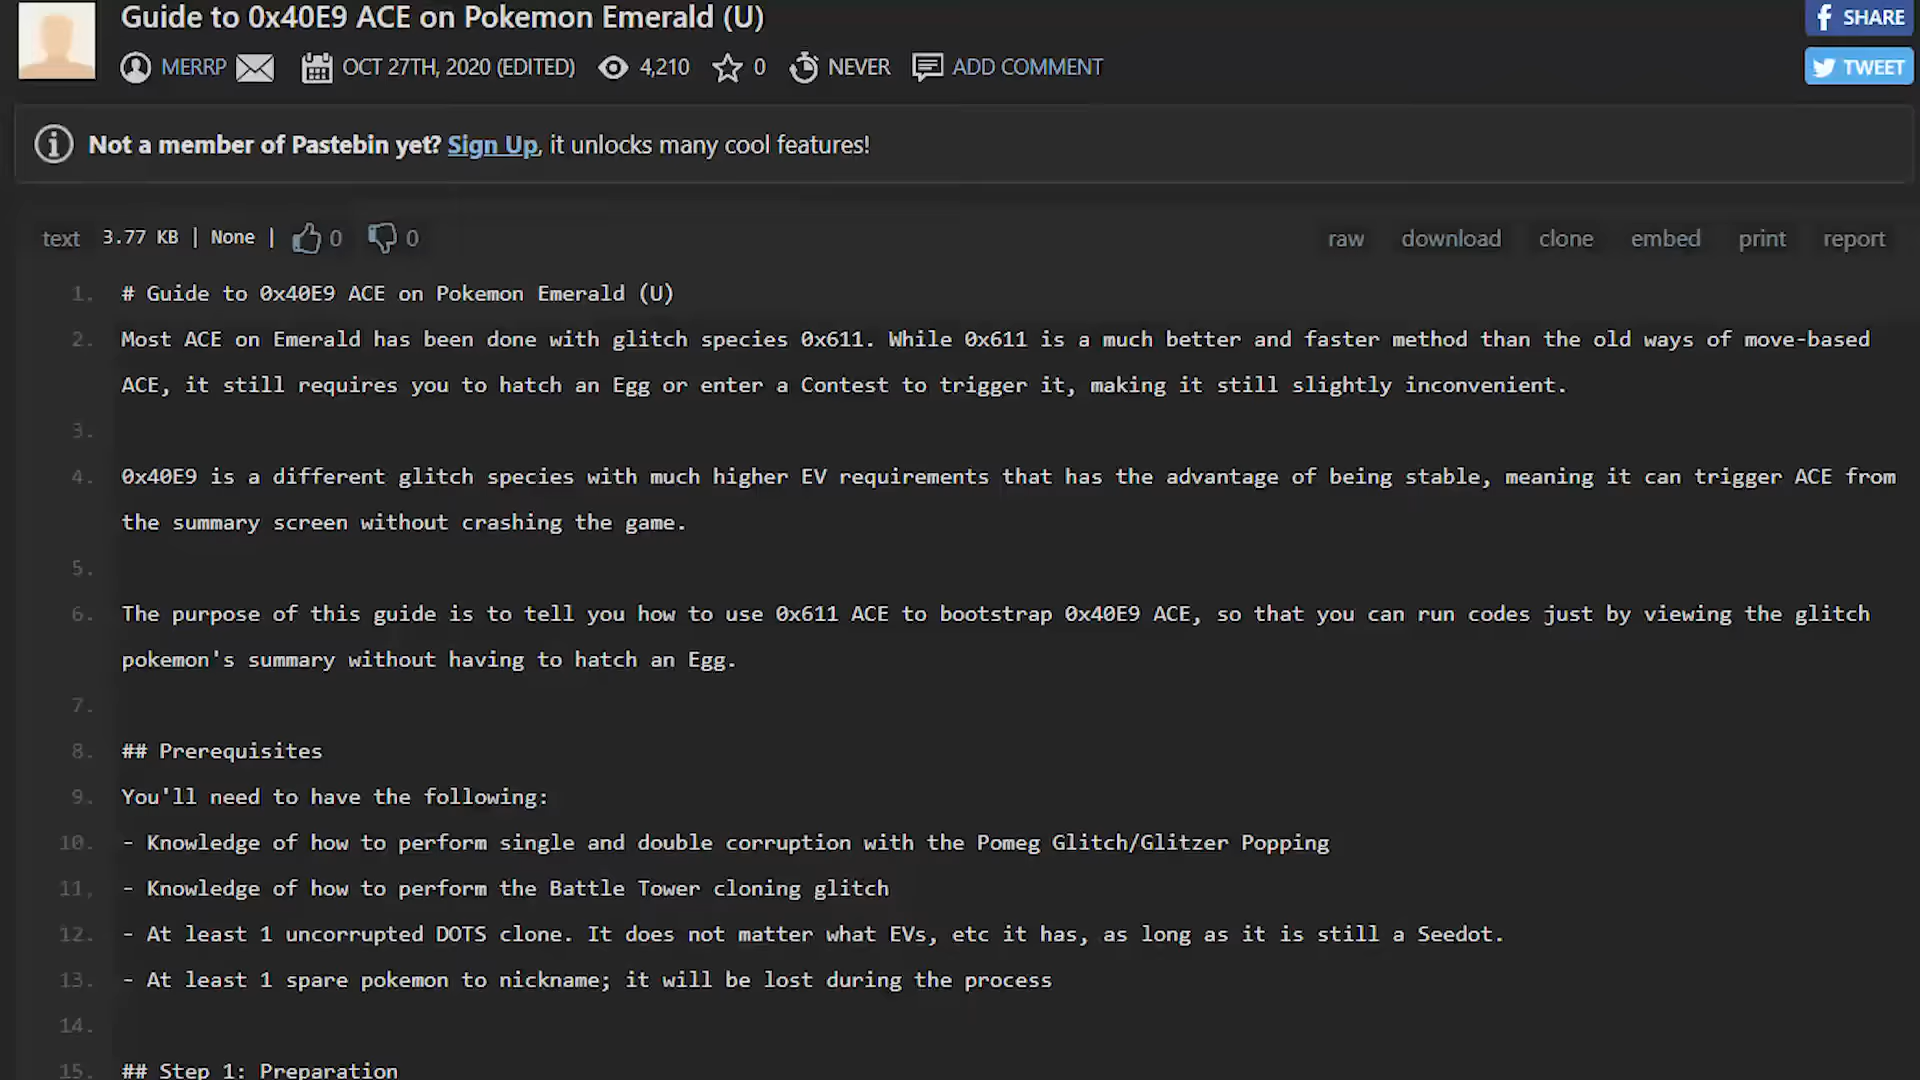 Guide to 0x40E9 ACE on Pokemon Emerald (U)
SHARE
MERRP OCT 27TH, 2020 (EDITED) 4,210 0 NEVER ADD COMMENT
TWEET
Not a member of Pastebin yet? Sign Up, it unlocks many cool features!
text 3.77 KB | None | 0 0 raw download clone embed print report
1. # Guide to 0x40E9 ACE on Pokemon Emerald (U)
2. Most ACE on Emerald has been done with glitch species 0x611. While 0x611 is a much better and faster method than the old ways of move-based
ACE, it still requires you to hatch an Egg or enter a Contest to trigger it, making it still slightly inconvenient.
3.
4. 0x40E9 is a different glitch species with much higher EV requirements that has the advantage of being stable, meaning it can trigger ACE from
the summary screen without crashing the game.
5.
6. The purpose of this guide is to tell you how to use 0x611 ACE to bootstrap 0x40E9 ACE, so that you can run codes just by viewing the glitch
pokemon's summary without having to hatch an Egg.
7.
8. ## Prerequisites
9. You'll need to have the following:
10. - Knowledge of how to perform single and double corruption with the Pomeg Glitch/Glitzer Popping
11. - Knowledge of how to perform the Battle Tower cloning glitch
12. - At least 1 uncorrupted DOTS clone. It does not matter what EVs, etc it has, as long as it is still a Seedot.
13. - At least 1 spare pokemon to nickname; it will be lost during the process
14.
15. ## Step 1: Preparation